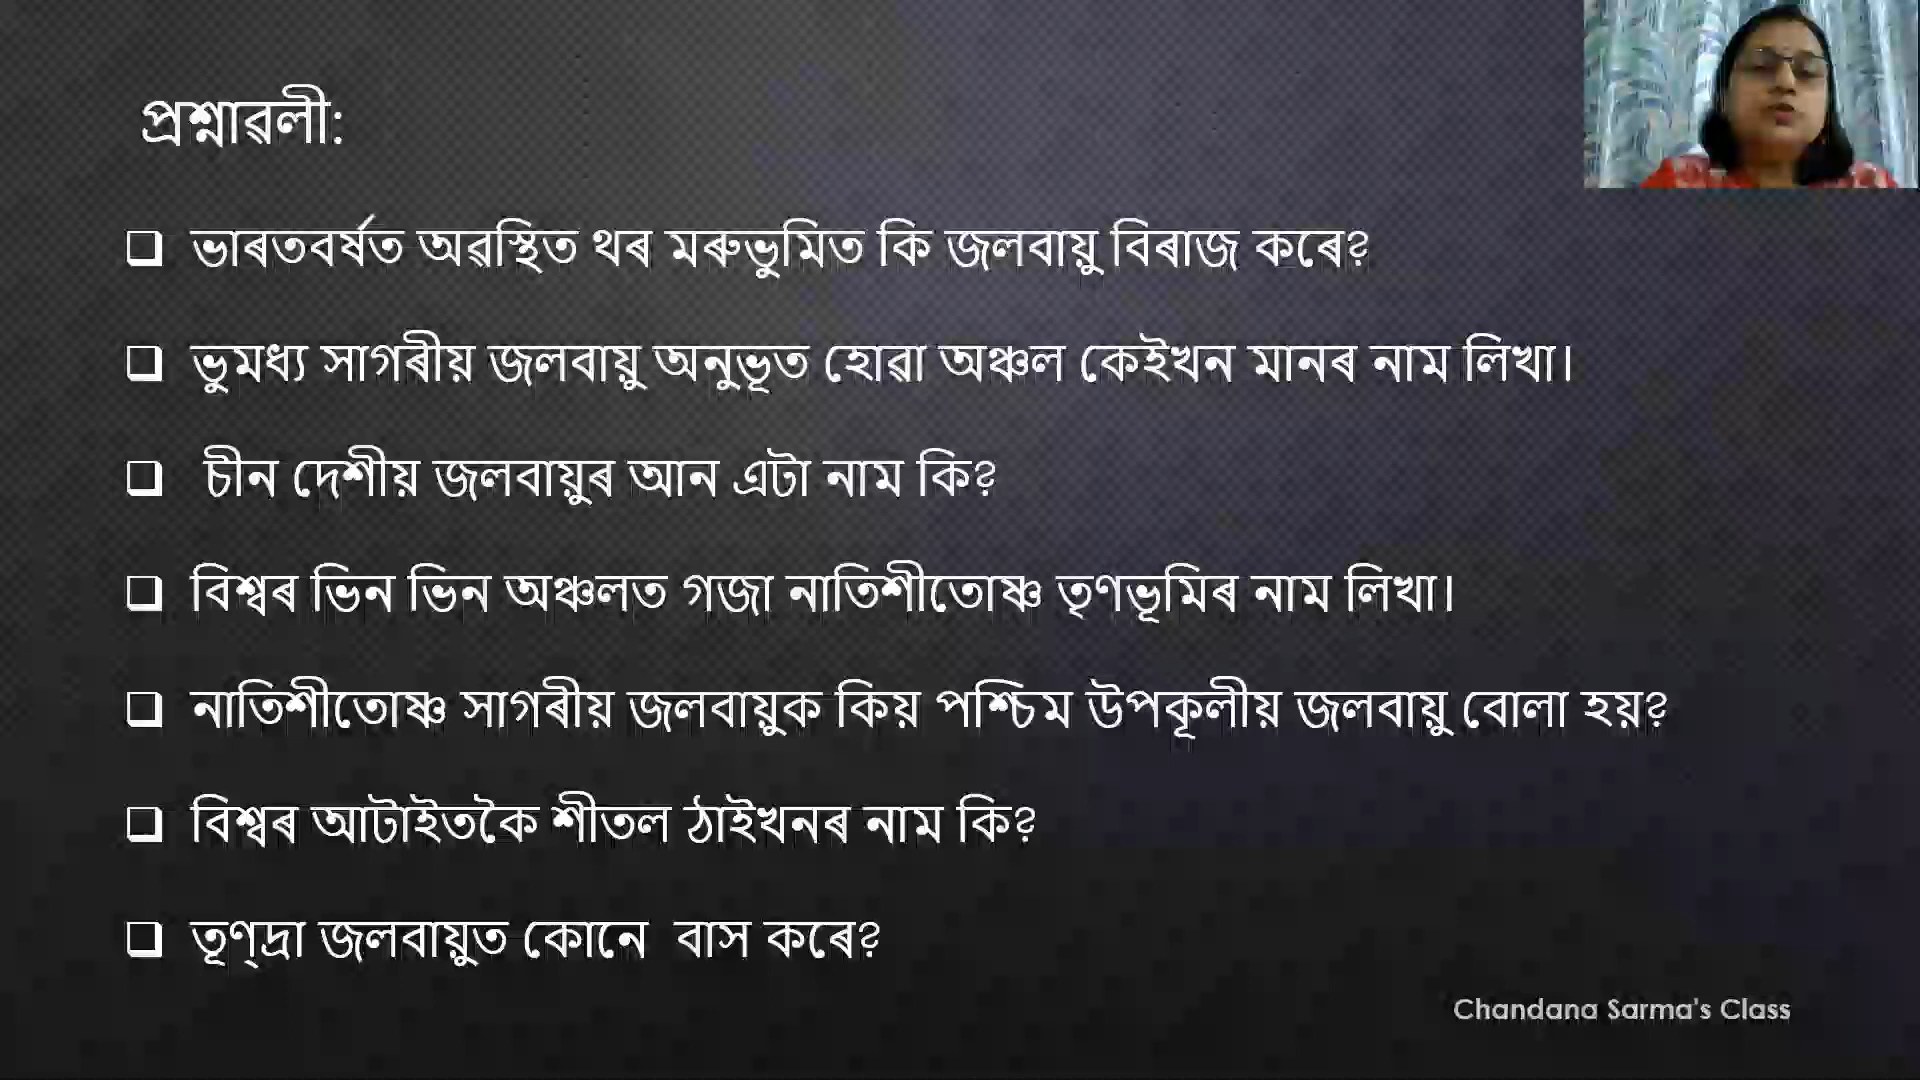 প্ৰশ্নাৱলী:
ভাৰতবৰ্ষত অৱস্থিত থৰ মৰুভুমিত কি জলবায়ু বিৰাজ কৰে?
ভুমধ্য সাগৰীয় জলবায়ু অনুভূত হোৱা অঞ্চল কেইখন মানৰ নাম লিখা।
চীন দেশীয় জলবায়ুৰ আন এটা নাম কি?
বিশ্বৰ ভিন ভিন অঞ্চলত গজা নাতিশীতোষ্ণ তৃণভূমিৰ নাম লিখা।
নাতিশীতোষ্ণ সাগৰীয় জলবায়ুক কিয় পশ্চিম উপকূলীয় জলবায়ু বোলা হয়?
বিশ্বৰ আটাইতকৈ শীতল ঠাইখনৰ নাম কি?
তূণ্দ্ৰা জলবায়ুত কোনে বাস কৰে?
Chandana Sarma's Class